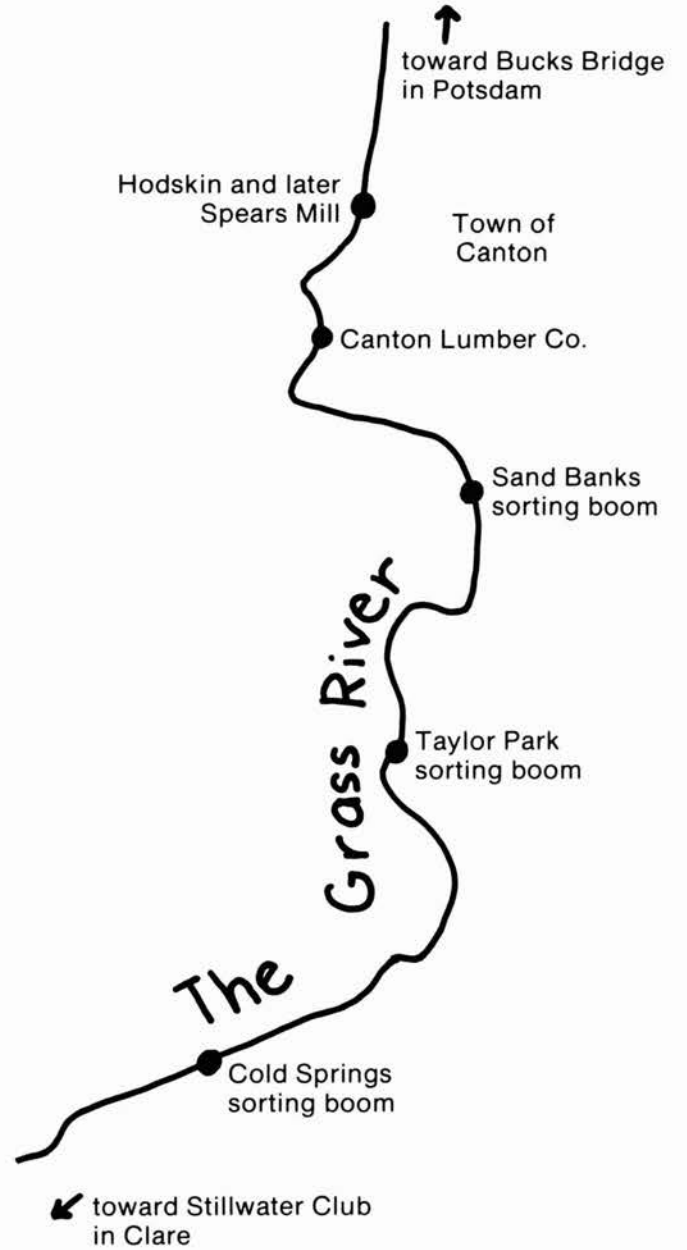 toward Bucks Bridge
in Potsdam
Hodskin and later
Spears Mill
Town of
Canton
Canton Lumber Co.
Sand Banks
sorting boom
The Grass River
Taylor Park
sorting boom
Cold Springs
sorting boom
toward Stillwater Club
in Clare